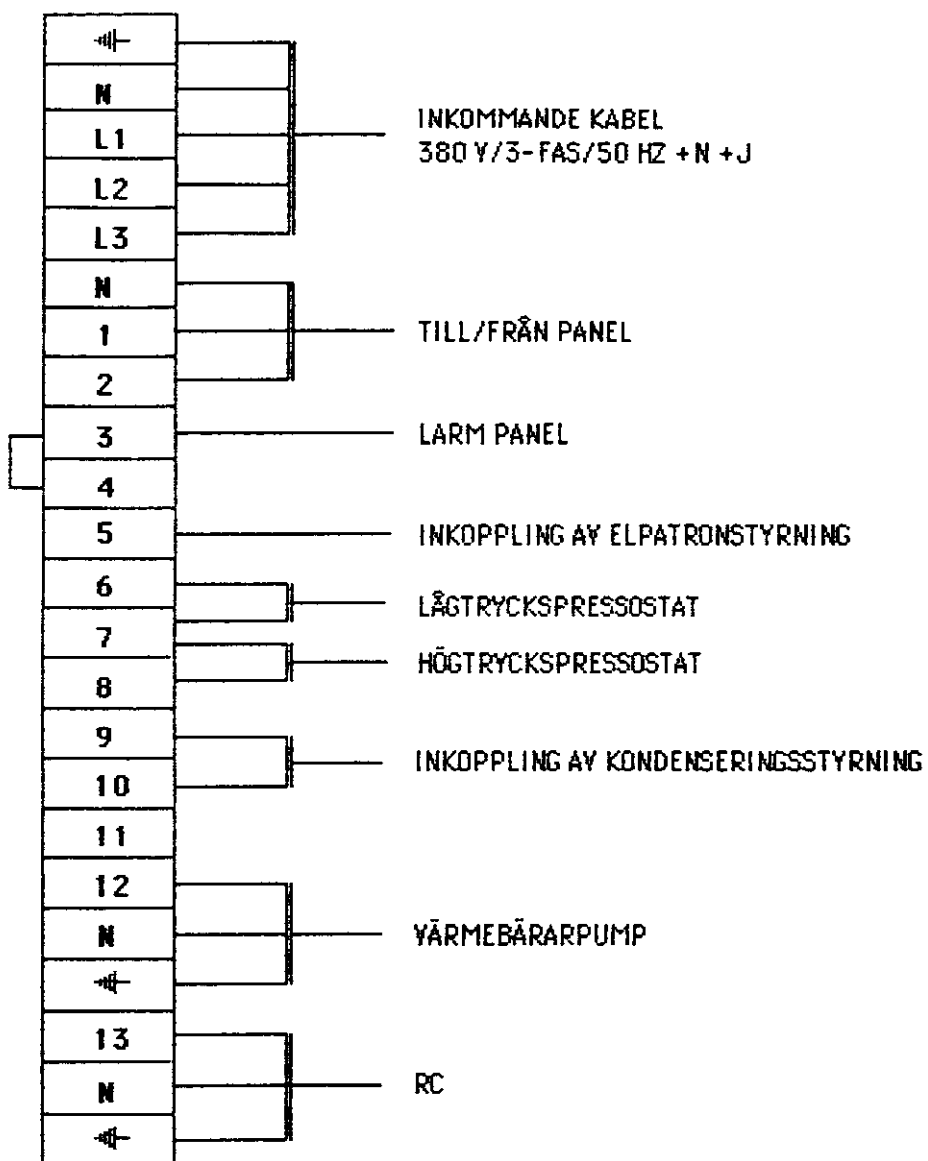 N
L1
INKOMMANDE KABEL
380 V/3-FAS/50 HZ +N +J
L2
L3
N
1
TILL/FRÅN PANEL
2
3
LARM PANEL
4
5
INKOPPLING AV ELPATRONSTYRNING
6
LÅGTRYCKSPRESSOSTAT
7
HÖGTRYCKSPRESSOSTAT
8
9
INKOPPLING AV KONDENSERINGSSTYRNING
10
11
12
N
VÄRMEBÄRARPUMP
13
N
RC